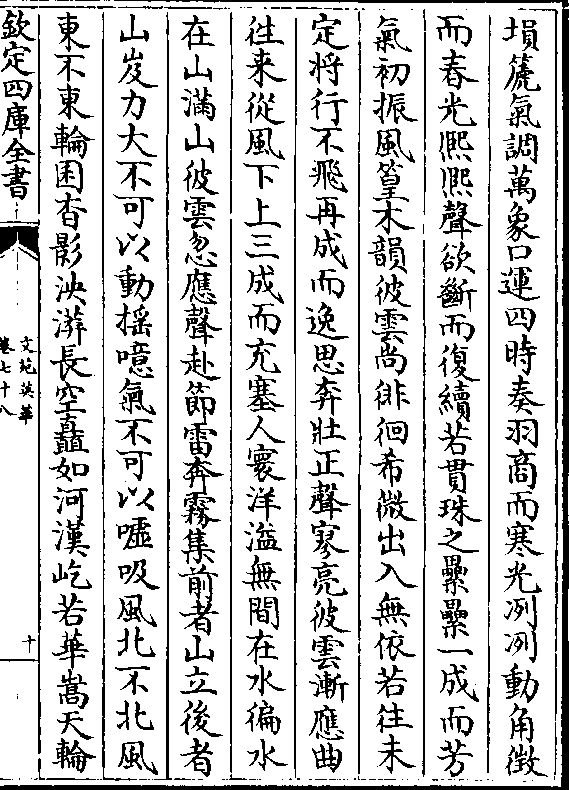 塤篪氣調萬象口運四時奏羽商而寒光冽冽動角徴
而春光熙熙聲欲斷而復續若貫珠之纍纍一成而芳
氣初振風篁木韻彼雲尚徘徊希微出入無依若往未
定将行不飛再成而逸思奔壯正聲寥亮彼雲漸應曲
徃来從風下上三成而充塞人寰洋溢無間在水徧水
在山滿山彼雲忽應聲赴節雷奔霧集前者山立後者
山岌力大不可以動揺噫氣不可以嘘吸風北不北風
東不東輪囷杳影泱漭長空矗如河漢屹若華嵩天輪
欽定四庫全書
文苑英華
卷七十八
十